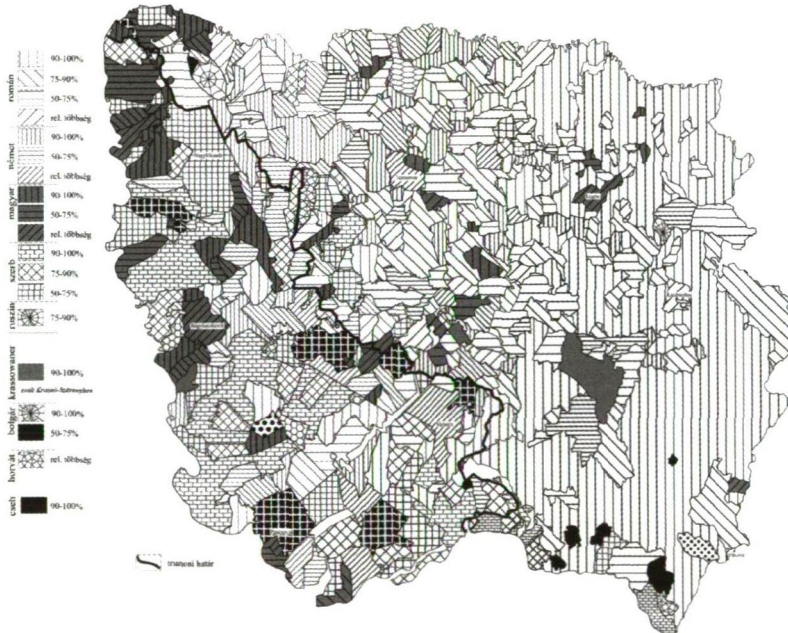 román
90-100%
75-90%
50-75%
rel. többség
német
90-100%
50-75%
rel. többség
magyar
90-100%
50-75%
rel. többség
szerb
90-100%
75-90%
50-75%
ruszin
75-90%
krassowaner
90-100%
bolgár
90-100%
50-75%
horvát
rel. többség
cseh
90-100%
trianoni határ